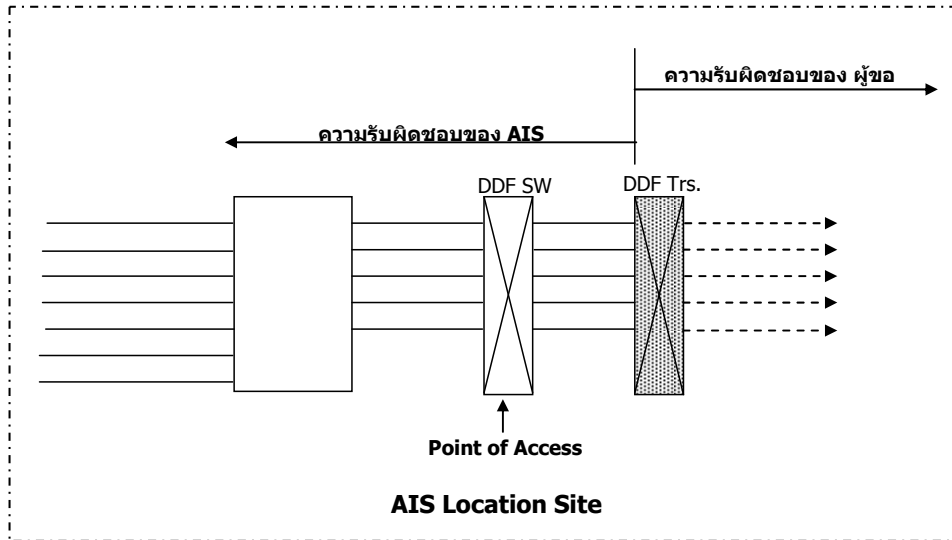 ความรับผิดชอบของ ผู้ขอ
ความรับผิดชอบของ AIS
DDF SW
DDF Trs.
Point of Access
AIS Location Site